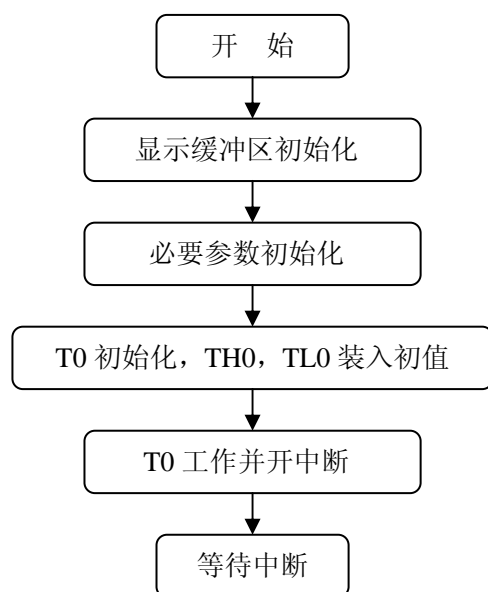 开 始
显示缓冲区初始化
必要参数初始化
T0 初始化，TH0，TL0 装入初值
T0 工作并开中断
等待中断